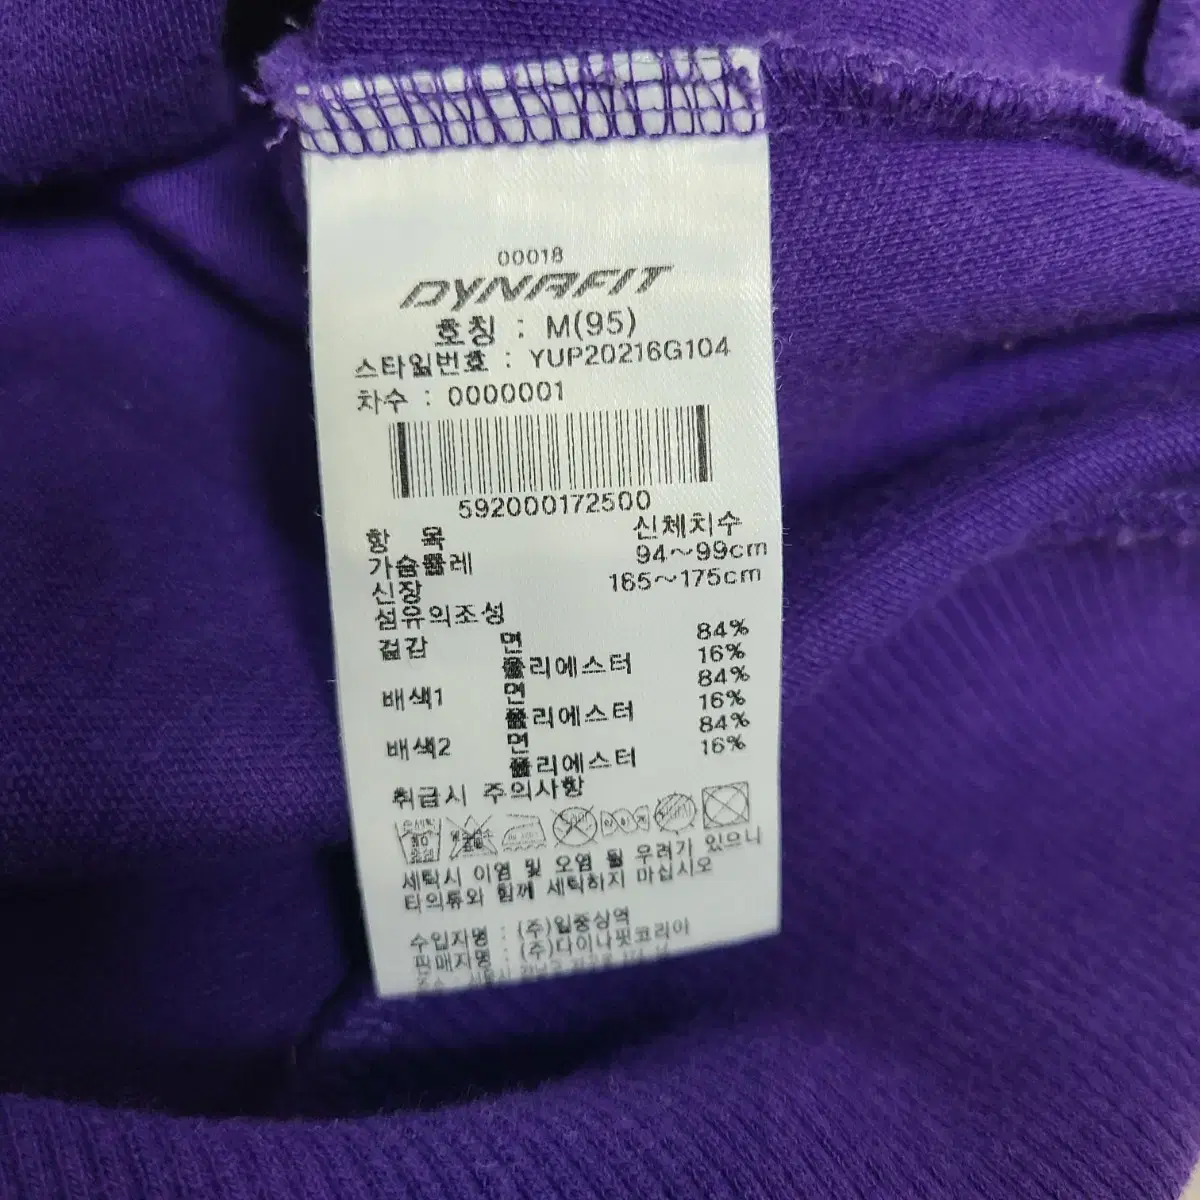 00018
DYNAFIT
호칭 : M(95)
스타일번호 : YUP20216G104
차수 : 0000001
592000172500
항 목 신체치수
가슴둘레 94~99cm
신장 165~175cm
섬유의조성
겉감 면 84%
폴리에스터 16%
배색1 면 84%
폴리에스터 16%
배색2 면 84%
폴리에스터 16%
취급시 주의사항
세탁시 이염 및 오염 될 우려가 있으니
타의류와 함께 세탁하지 마십시오
수입자명 : (주)일중상역
판매자명 : (주)다이나핏코리아